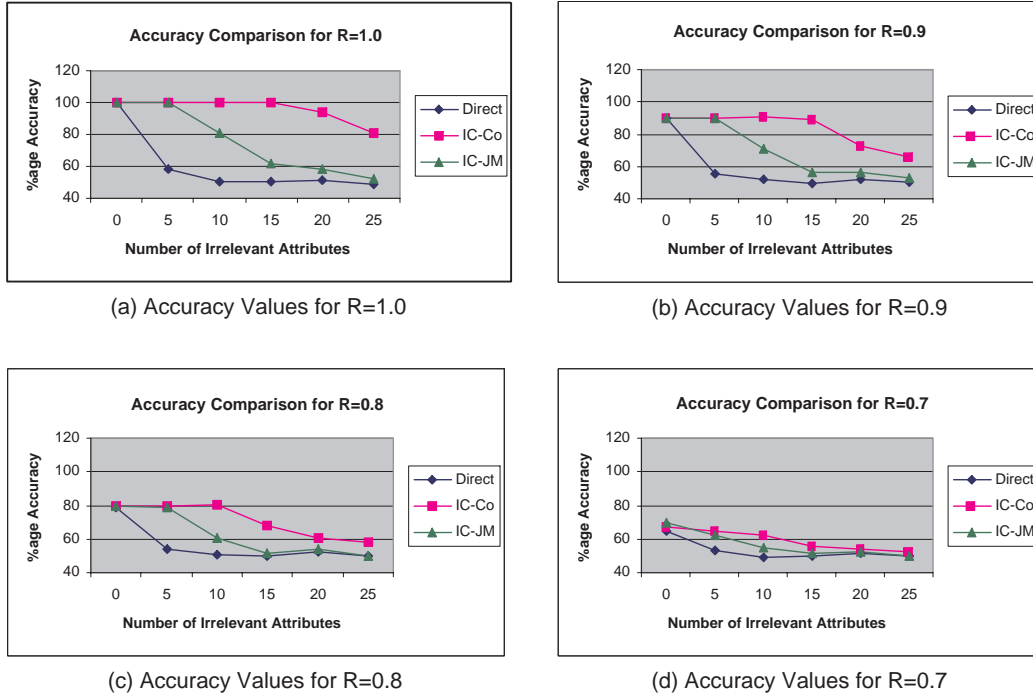 Accuracy Comparison for R=1.0
120
100
80
60
40
%age Accuracy
0 5 10 15 20 25
Number of Irrelevant Attributes
Direct
IC-Co
IC-JM
(a) Accuracy Values for R=1.0
Accuracy Comparison for R=0.9
120
100
80
60
40
%age Accuracy
0 5 10 15 20 25
Number of Irrelevant Attributes
Direct
IC-Co
IC-JM
(b) Accuracy Values for R=0.9
Accuracy Comparison for R=0.8
120
100
80
60
40
%age Accuracy
0 5 10 15 20 25
Number of Irrelevant Attributes
Direct
IC-Co
IC-JM
(c) Accuracy Values for R=0.8
Accuracy Comparison for R=0.7
120
100
80
60
40
%age Accuracy
0 5 10 15 20 25
Number of Irrelevant Attributes
Direct
IC-Co
IC-JM
(d) Accuracy Values for R=0.7